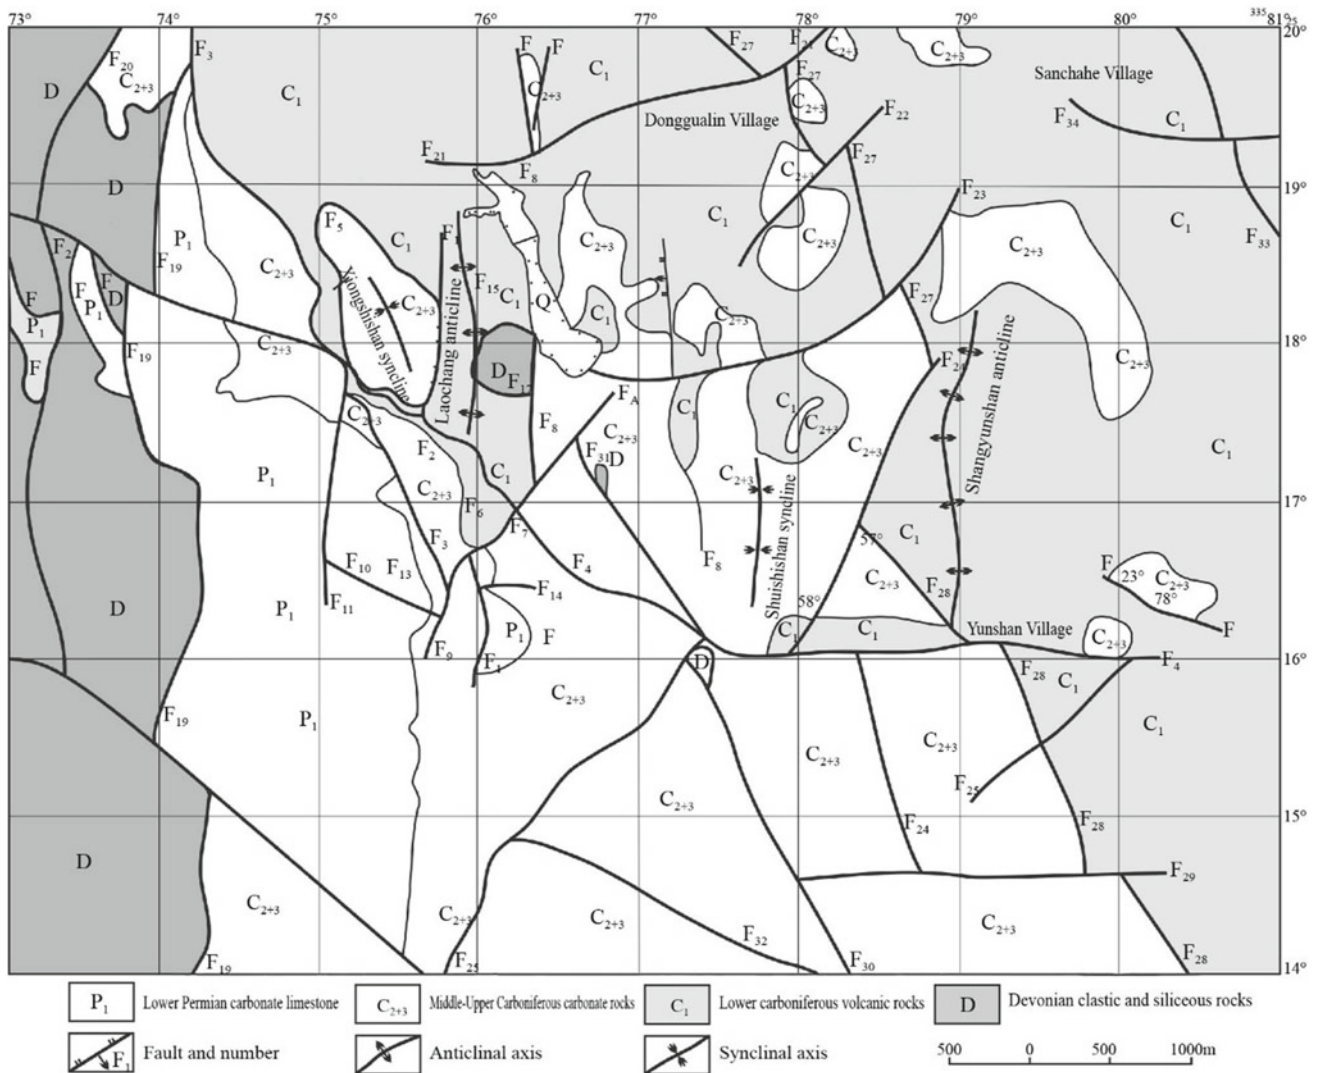 73° 74° 75° 76° 77° 78° 79° 80° ³³⁵81°²⁵
20°
F₂₀ F₃ F F F₂₇ F₂₁ C₂₊₃ C₂₊₃
D C₂₊₃ C₁ C₂₊₃ C₁ F₂₇ C₂₊₃ Sanchahe Village
Donggualin Village F₂₂ F₃₄ C₁
F₂₁ F₈ C₂₊₃ F₂₇
D F₂₃ 19°
F₅ C₁ C₁
F₂ P₁ C₁ F₁ C₂₊₃ C₂₊₃ C₂₊₃ F₃₃
F₁₉ C₂₊₃
F F F D F₁₅ C₁ Q C₁ C₂₊₃ F₂₇
P₁ P₁ C₂₊₃
Xiongshishan syncline
Laochang anticline
Shangyunshan anticline
F F₁₉ C₂₊₃ 18°
D F₁₇ F₂₄ C₂₊₃
C₂₊₃ F₈ F_A C₁ C₁ C₂₊₃
F₂ C₂₊₃ C₂₊₃ C₁
P₁ C₂₊₃ C₁ F₃₁ D C₂₊₃
F₆ 17°
F₃ F₇ 57° C₁
Shuishishan syncline
F₁₀ F₁₃ F₄ F₈ C₂₊₃ F₂₈ F 23° C₂₊₃
D P₁ F₁₁ F₁₄ 58° 78°
P₁ F C₁ C₁ Yunshan Village C₂₊₃ F
F₉ F₁ D F₄ 16°
C₂₊₃ F₂₈ C₁
F₁₉ P₁ C₂₊₃ C₂₊₃ C₁
C₂₊₃ F₂₅
F₂₄ F₂₈ 15°
D F₂₉
C₂₊₃ C₂₊₃ C₂₊₃ C₂₊₃
F₃₂
F₁₉ F₂₅ F₃₀ F₂₈ 14°
P₁ Lower Permian carbonate limestone C₂₊₃ Middle-Upper Carboniferous carbonate rocks C₁ Lower carboniferous volcanic rocks D Devonian clastic and siliceous rocks
F₁ Fault and number Anticlinal axis Synclinal axis
500 0 500 1000m